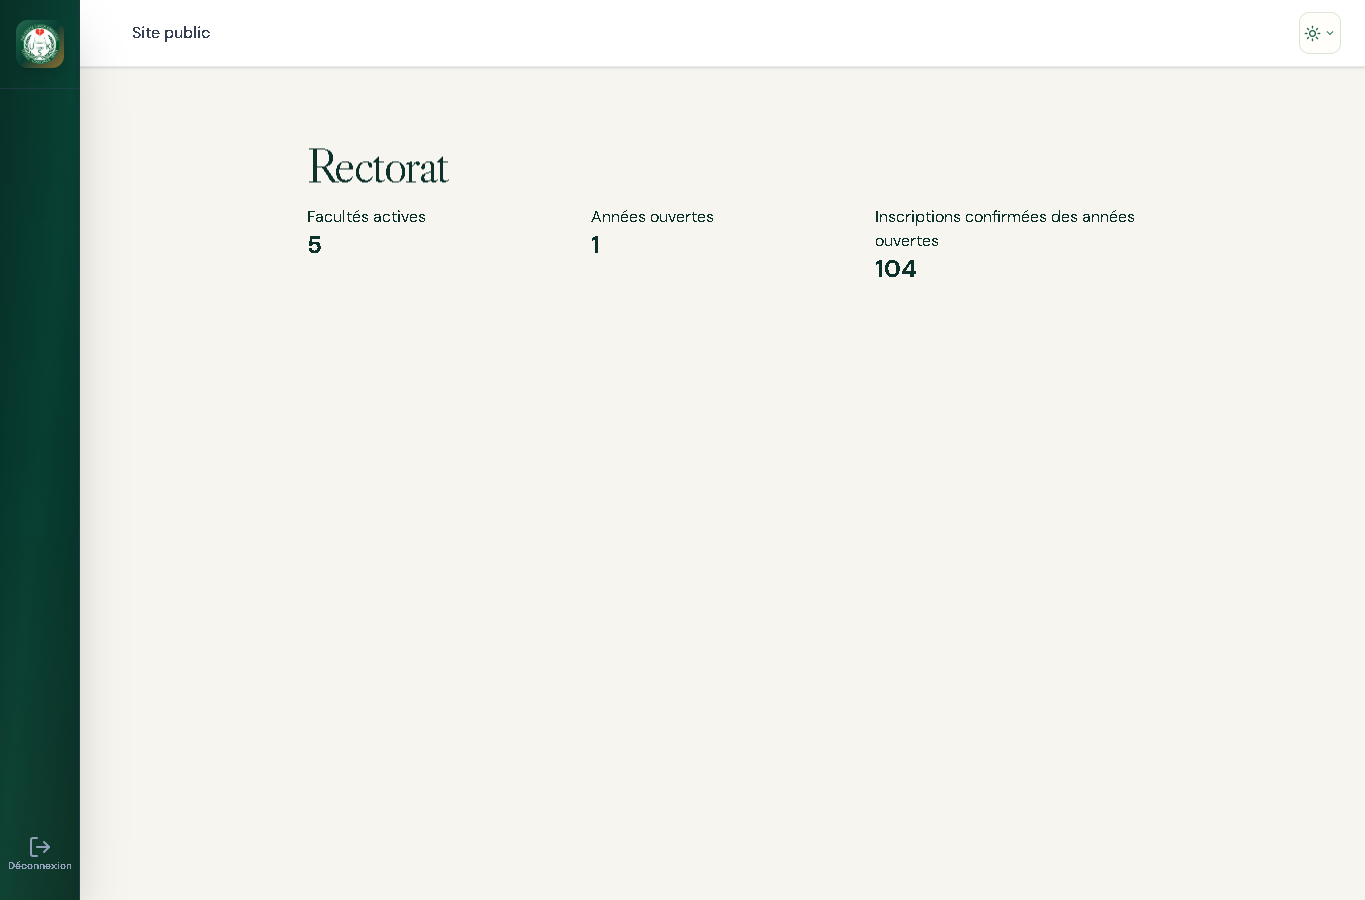 Site public
Rectorat
Facultés actives
5
Années ouvertes
1
Inscriptions confirmées des années
ouvertes
104
Déconnexion